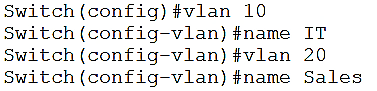 Switch(config)#vlan 10
Switch(config-vlan)#name IT
Switch(config-vlan)#vlan 20
Switch(config-vlan)#name Sales